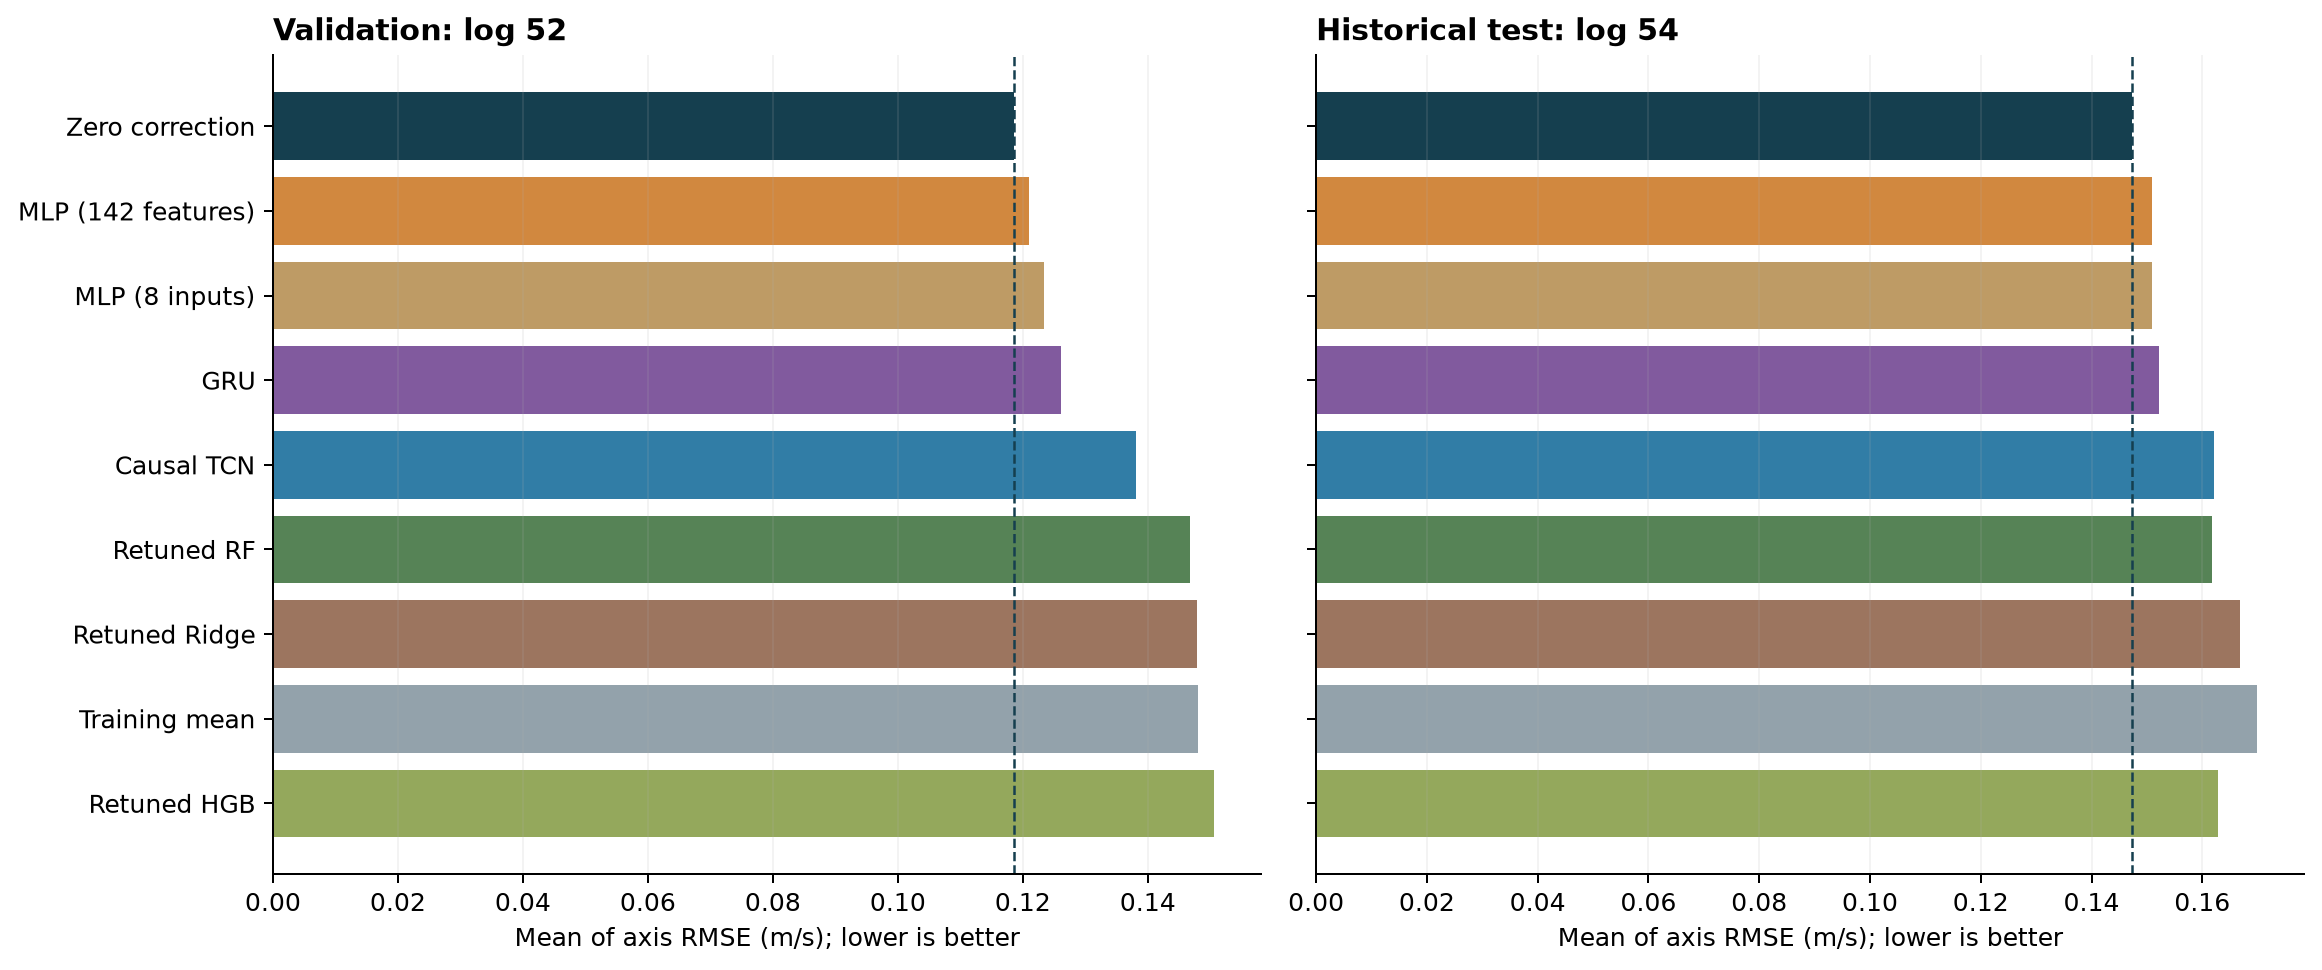 Validation: log 52
Zero correction
MLP (142 features)
MLP (8 inputs)
GRU
Causal TCN
Retuned RF
Retuned Ridge
Training mean
Retuned HGB
0.00 0.02 0.04 0.06 0.08 0.10 0.12 0.14
Mean of axis RMSE (m/s); lower is better
Historical test: log 54
0.00 0.02 0.04 0.06 0.08 0.10 0.12 0.14 0.16
Mean of axis RMSE (m/s); lower is better